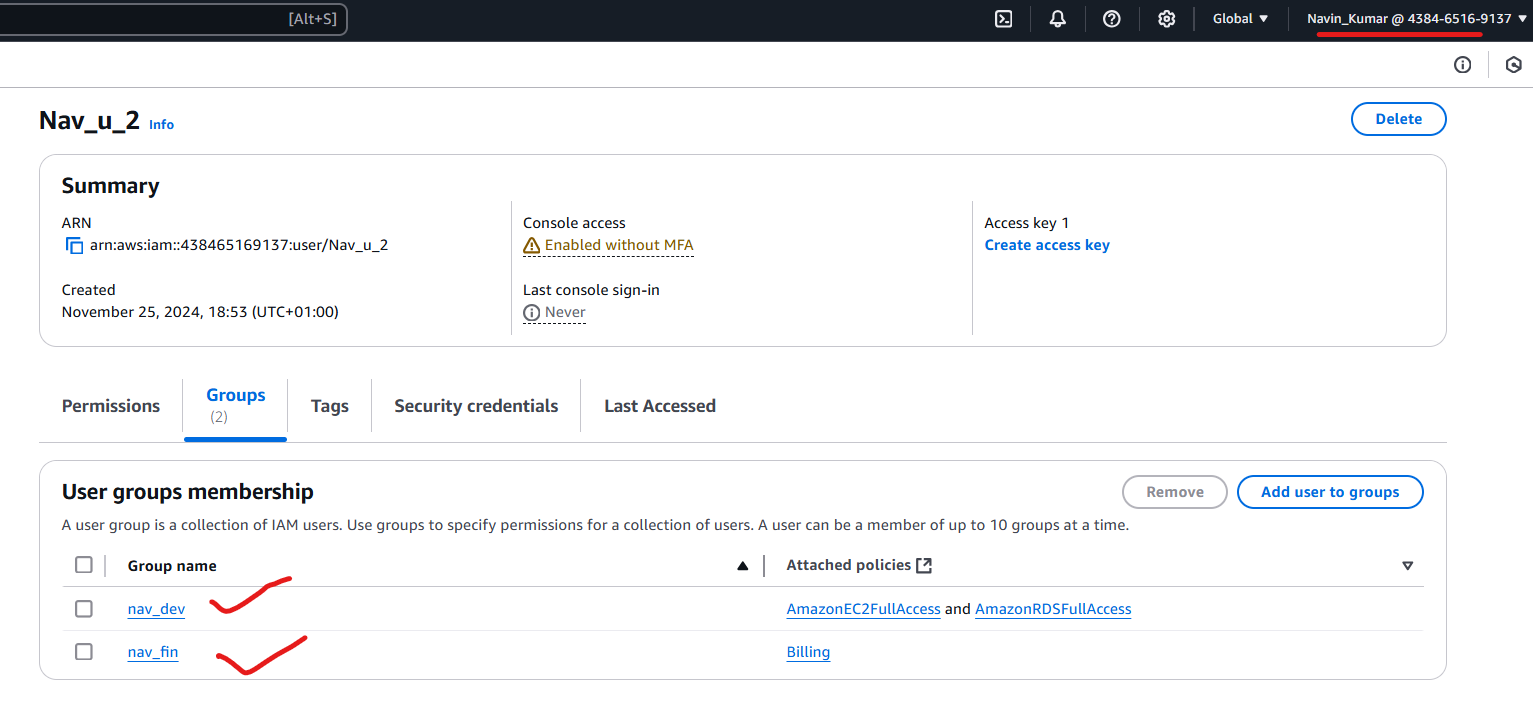 [Alt+S] Global Navin_Kumar @ 4384-6516-9137
Nav_u_2 Info Delete
Summary
ARN Console access Access key 1
arn:aws:iam::438465169137:user/Nav_u_2 Enabled without MFA Create access key
Created Last console sign-in
November 25, 2024, 18:53 (UTC+01:00) Never
Permissions Groups (2) Tags Security credentials Last Accessed
User groups membership Remove Add user to groups
A user group is a collection of IAM users. Use groups to specify permissions for a collection of users. A user can be a member of up to 10 groups at a time.
Group name Attached policies
nav_dev AmazonEC2FullAccess and AmazonRDSFullAccess
nav_fin Billing